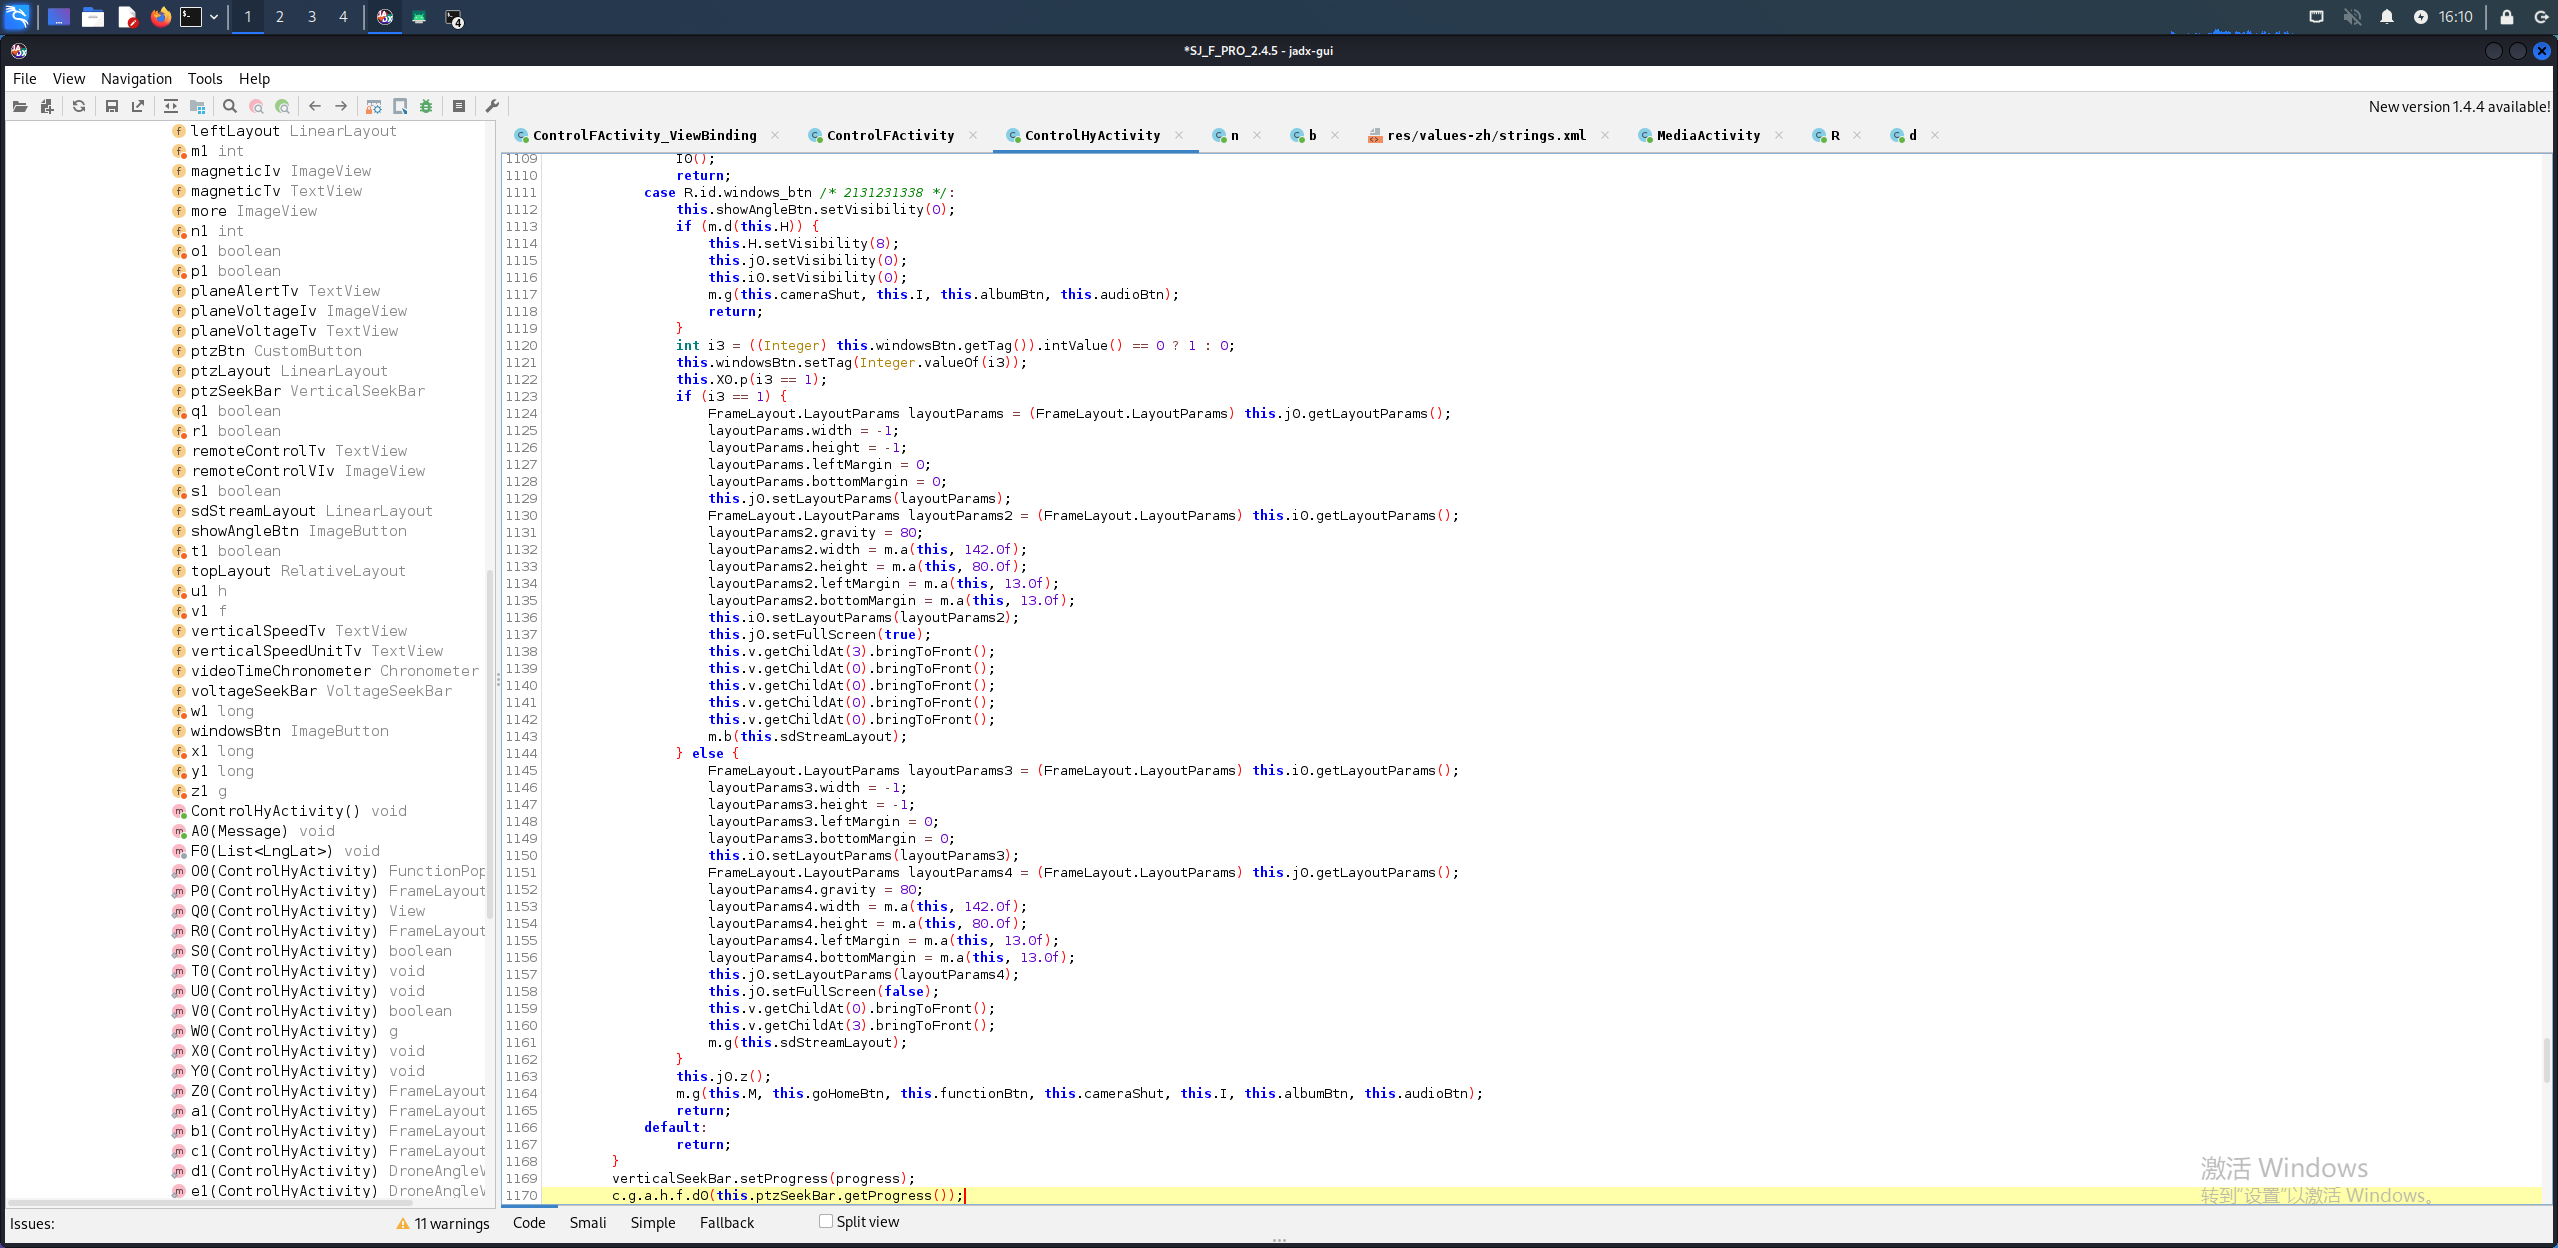 1 2 3 4 4 16:10
*SJ_F_PRO_2.4.5 - jadx-gui
File View Navigation Tools Help
New version 1.4.4 available!
ControlFActivity_ViewBinding ControlFActivity ControlHyActivity n b res/values-zh/strings.xml MediaActivity R d
leftLayout LinearLayout
m1 int
magneticIv ImageView
magneticTv TextView
more ImageView
n1 int
o1 boolean
p1 boolean
planeAlertTv TextView
planeVoltageIv ImageView
planeVoltageTv TextView
ptzBtn CustomButton
ptzLayout LinearLayout
ptzSeekBar VerticalSeekBar
q1 boolean
r1 boolean
remoteControlTv TextView
remoteControlVIv ImageView
s1 boolean
sdStreamLayout LinearLayout
showAngleBtn ImageButton
t1 boolean
topLayout RelativeLayout
u1 h
v1 f
verticalSpeedTv TextView
verticalSpeedUnitTv TextView
videoTimeChronometer Chronometer
voltageSeekBar VoltageSeekBar
w1 long
windowsBtn ImageButton
x1 long
y1 long
z1 g
ControlHyActivity() void
A0(Message) void
F0(List<LngLat>) void
O0(ControlHyActivity) FunctionPop
P0(ControlHyActivity) FrameLayout
Q0(ControlHyActivity) View
R0(ControlHyActivity) FrameLayout
S0(ControlHyActivity) boolean
T0(ControlHyActivity) void
U0(ControlHyActivity) void
V0(ControlHyActivity) boolean
W0(ControlHyActivity) g
X0(ControlHyActivity) void
Y0(ControlHyActivity) void
Z0(ControlHyActivity) FrameLayout
a1(ControlHyActivity) FrameLayout
b1(ControlHyActivity) FrameLayout
c1(ControlHyActivity) FrameLayout
d1(ControlHyActivity) DroneAngleV
e1(ControlHyActivity) DroneAngleV
1109 I0();
1110 return;
1111 case R.id.windows_btn /* 2131231338 */:
1112 this.showAngleBtn.setVisibility(0);
1113 if (m.d(this.H)) {
1114 this.H.setVisibility(8);
1115 this.j0.setVisibility(0);
1116 this.i0.setVisibility(0);
1117 m.g(this.cameraShut, this.I, this.albumBtn, this.audioBtn);
1118 return;
1119 }
1120 int i3 = ((Integer) this.windowsBtn.getTag()).intValue() == 0 ? 1 : 0;
1121 this.windowsBtn.setTag(Integer.valueOf(i3));
1122 this.X0.p(i3 == 1);
1123 if (i3 == 1) {
1124 FrameLayout.LayoutParams layoutParams = (FrameLayout.LayoutParams) this.j0.getLayoutParams();
1125 layoutParams.width = -1;
1126 layoutParams.height = -1;
1127 layoutParams.leftMargin = 0;
1128 layoutParams.bottomMargin = 0;
1129 this.j0.setLayoutParams(layoutParams);
1130 FrameLayout.LayoutParams layoutParams2 = (FrameLayout.LayoutParams) this.i0.getLayoutParams();
1131 layoutParams2.gravity = 80;
1132 layoutParams2.width = m.a(this, 142.0f);
1133 layoutParams2.height = m.a(this, 80.0f);
1134 layoutParams2.leftMargin = m.a(this, 13.0f);
1135 layoutParams2.bottomMargin = m.a(this, 13.0f);
1136 this.i0.setLayoutParams(layoutParams2);
1137 this.j0.setFullScreen(true);
1138 this.v.getChildAt(3).bringToFront();
1139 this.v.getChildAt(0).bringToFront();
1140 this.v.getChildAt(0).bringToFront();
1141 this.v.getChildAt(0).bringToFront();
1142 this.v.getChildAt(0).bringToFront();
1143 m.b(this.sdStreamLayout);
1144 } else {
1145 FrameLayout.LayoutParams layoutParams3 = (FrameLayout.LayoutParams) this.i0.getLayoutParams();
1146 layoutParams3.width = -1;
1147 layoutParams3.height = -1;
1148 layoutParams3.leftMargin = 0;
1149 layoutParams3.bottomMargin = 0;
1150 this.i0.setLayoutParams(layoutParams3);
1151 FrameLayout.LayoutParams layoutParams4 = (FrameLayout.LayoutParams) this.j0.getLayoutParams();
1152 layoutParams4.gravity = 80;
1153 layoutParams4.width = m.a(this, 142.0f);
1154 layoutParams4.height = m.a(this, 80.0f);
1155 layoutParams4.leftMargin = m.a(this, 13.0f);
1156 layoutParams4.bottomMargin = m.a(this, 13.0f);
1157 this.j0.setLayoutParams(layoutParams4);
1158 this.j0.setFullScreen(false);
1159 this.v.getChildAt(0).bringToFront();
1160 this.v.getChildAt(3).bringToFront();
1161 m.g(this.sdStreamLayout);
1162 }
1163 this.j0.z();
1164 m.g(this.M, this.goHomeBtn, this.functionBtn, this.cameraShut, this.I, this.albumBtn, this.audioBtn);
1165 return;
1166 default:
1167 return;
1168 }
1169 verticalSeekBar.setProgress(progress);
1170 c.g.a.h.f.d0(this.ptzSeekBar.getProgress());
激活 Windows
转到“设置”以激活 Windows。
Issues: 11 warnings Code Smali Simple Fallback Split view